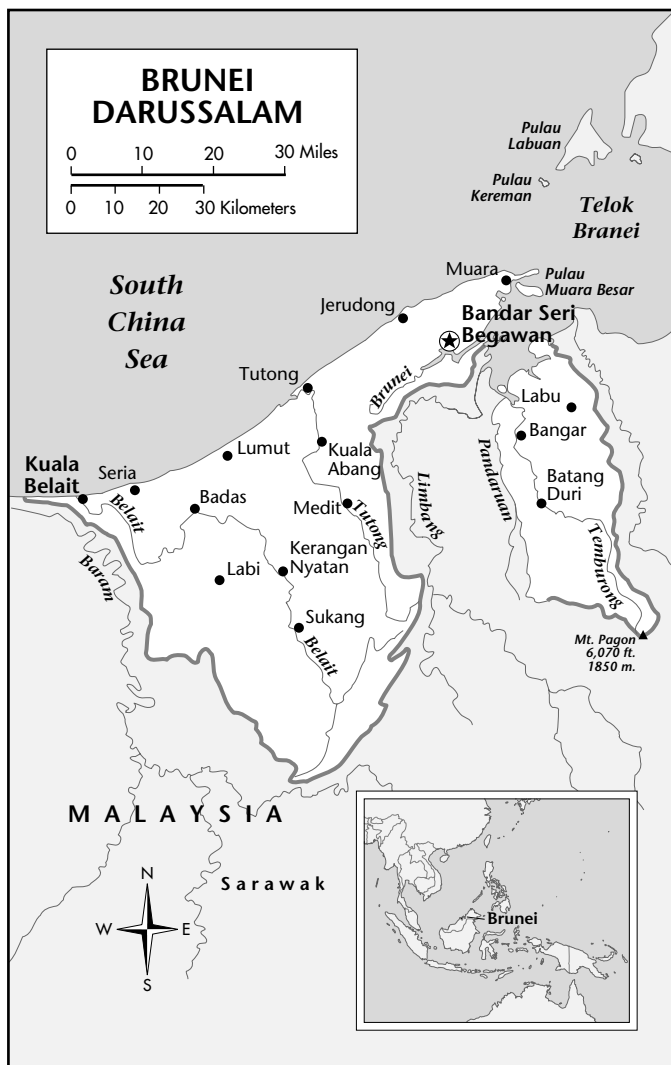 BRUNEI
DARUSSALAM
0 10 20 30 Miles
0 10 20 30 Kilometers
Pulau
Labuan
Pulau
Kereman
Telok
Branei
South
China
Sea
Muara
Pulau
Muara Besar
Jerudong
Bandar Seri
Begawan
Tutong
Brunei
Labu
Bangar
Kuala
Abang
Lumut
Kuala
Belait
Seria
Belait
Badas
Medit
Tutong
Limbang
Pandaruan
Batang
Duri
Temburong
Baram
Labi
Kerangan
Nyatan
Sukang
Belait
Mt. Pagon
6,070 ft.
1850 m.
MALAYSIA
Sarawak
N
W E
S
Brunei